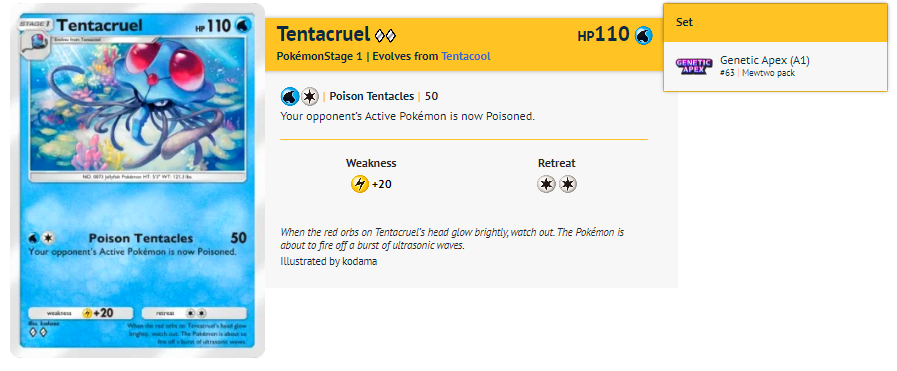 STAGE 1 Tentacruel HP 110
Evolves from Tentacool
NO. 0073 Jellyfish Pokémon HT: 5'3" WT: 121.3 lbs.
Poison Tentacles 50
Your opponent's Active Pokémon is now Poisoned.
weakness +20 retreat
Illus. kodama
When the red orbs on Tentacruel's head glow
brightly, watch out. The Pokémon is about to
fire off a burst of ultrasonic waves.
Tentacruel HP110
PokémonStage 1 | Evolves from Tentacool
| Poison Tentacles | 50
Your opponent's Active Pokémon is now Poisoned.
Weakness Retreat
+20
When the red orbs on Tentacruel's head glow brightly, watch out. The Pokémon is
about to fire off a burst of ultrasonic waves.
Illustrated by kodama
Set
GENETIC APEX
Genetic Apex (A1)
#63 | Mewtwo pack